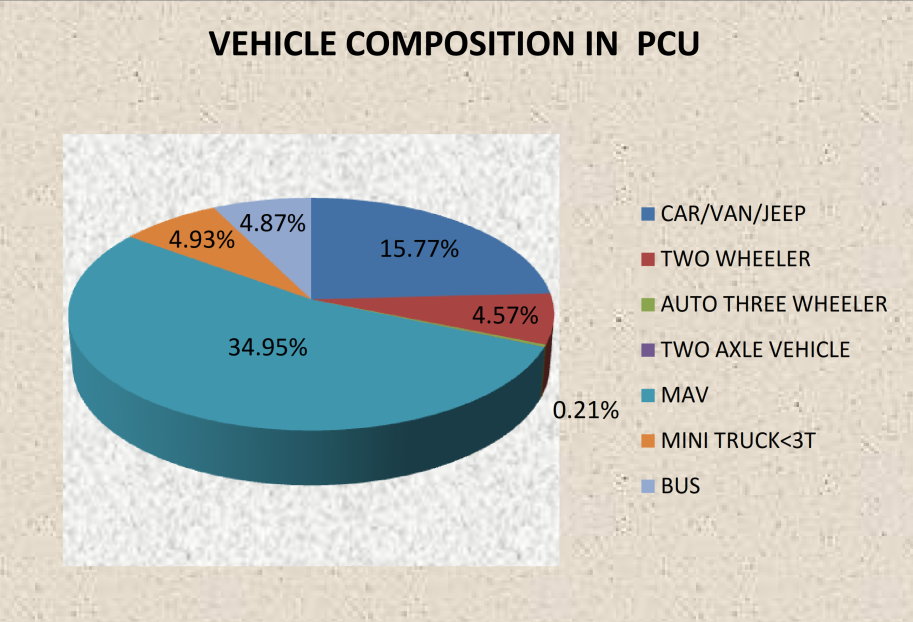 VEHICLE COMPOSITION IN PCU
4.87%
4.93%
15.77%
4.57%
34.95%
0.21%
CAR/VAN/JEEP
TWO WHEELER
AUTO THREE WHEELER
TWO AXLE VEHICLE
MAV
MINI TRUCK<3T
BUS